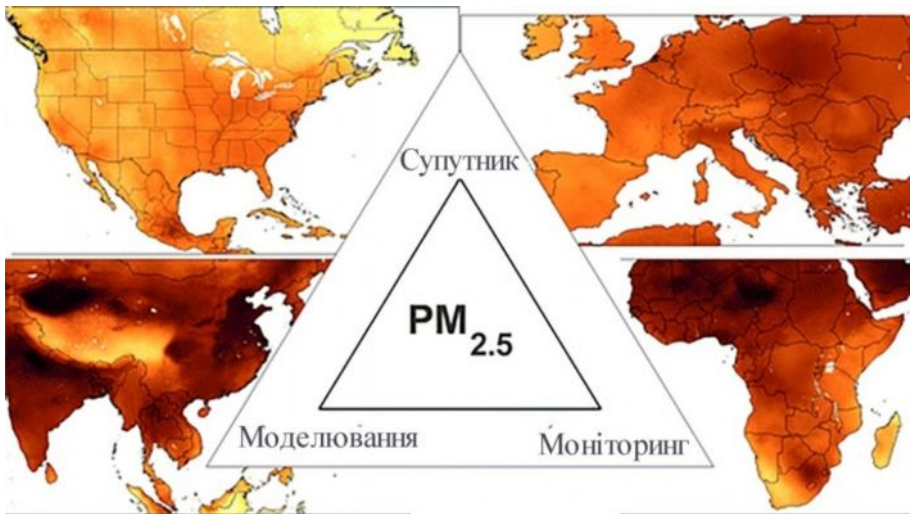 Супутник
PM2.5
Моделювання
Моніторинг